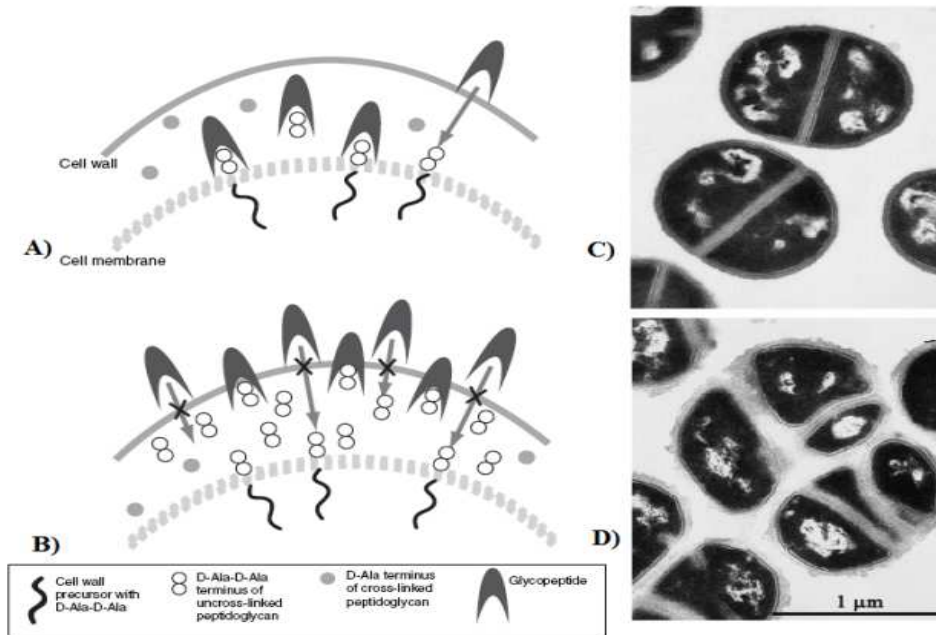 Cell wall
A)
Cell membrane
C)
B)
D)
1 µm
Cell wall
precursor with
D-Ala-D-Ala
D-Ala-D-Ala
terminus of
uncross-linked
peptidoglycan
D-Ala terminus
of cross-linked
peptidoglycan
Glycopeptide